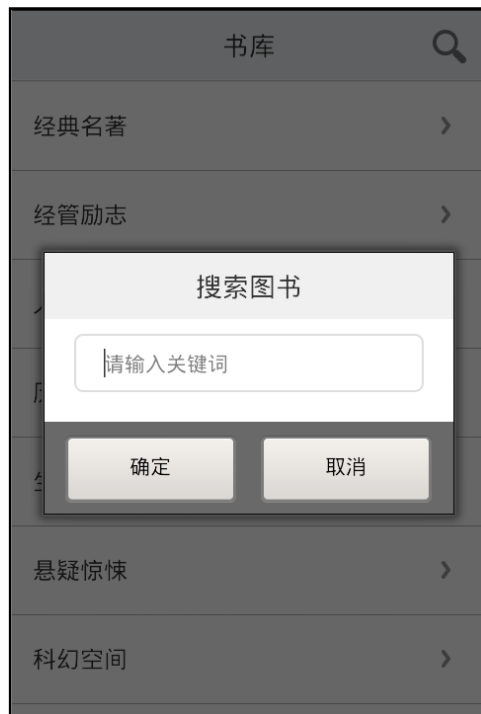 书库
经典名著
经管励志
搜索图书
请输入关键词
确定
取消
悬疑惊悚
科幻空间